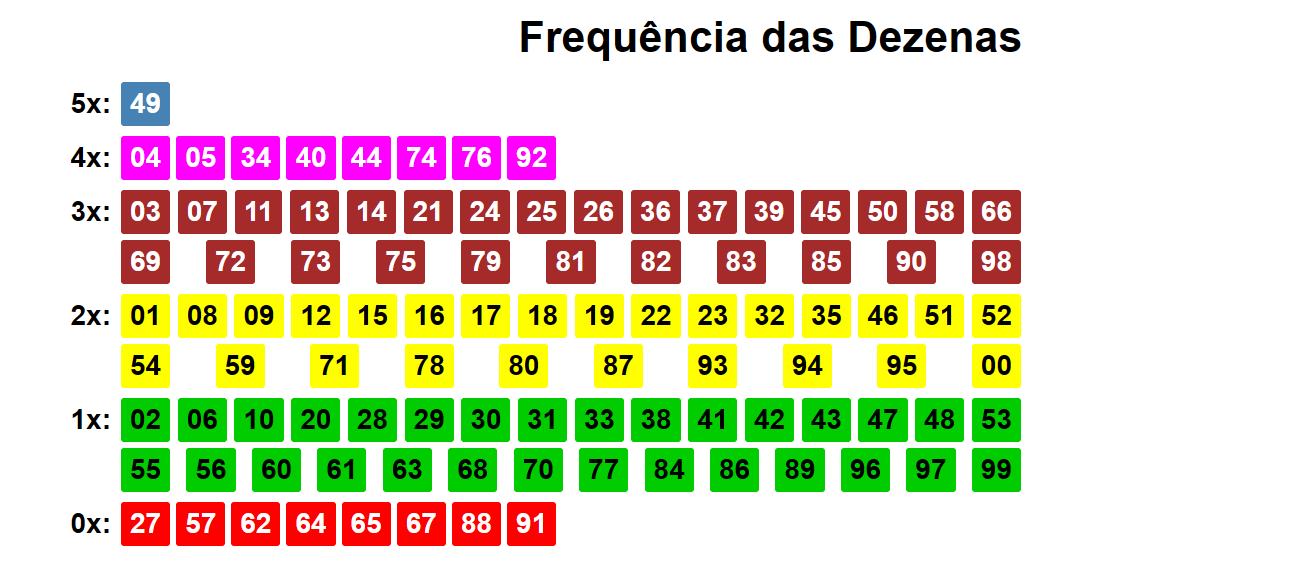 Frequência das Dezenas
5x: 49
4x: 04 05 34 40 44 74 76 92
3x: 03 07 11 13 14 21 24 25 26 36 37 39 45 50 58 66
69 72 73 75 79 81 82 83 85 90 98
2x: 01 08 09 12 15 16 17 18 19 22 23 32 35 46 51 52
54 59 71 78 80 87 93 94 95 00
1x: 02 06 10 20 28 29 30 31 33 38 41 42 43 47 48 53
55 56 60 61 63 68 70 77 84 86 89 96 97 99
0x: 27 57 62 64 65 67 88 91